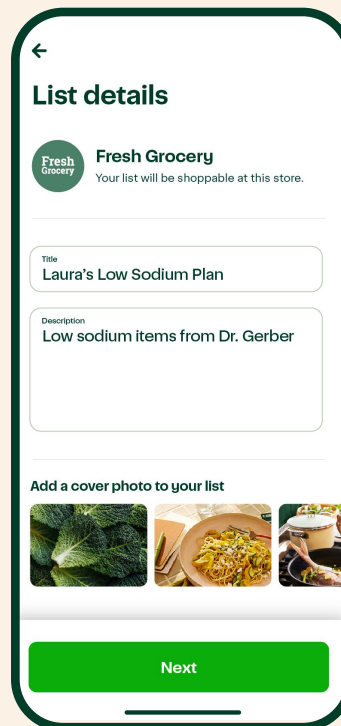 List details
Fresh
Grocery
Fresh Grocery
Your list will be shoppable at this store.
Title
Laura’s Low Sodium Plan
Description
Low sodium items from Dr. Gerber
Add a cover photo to your list
Next